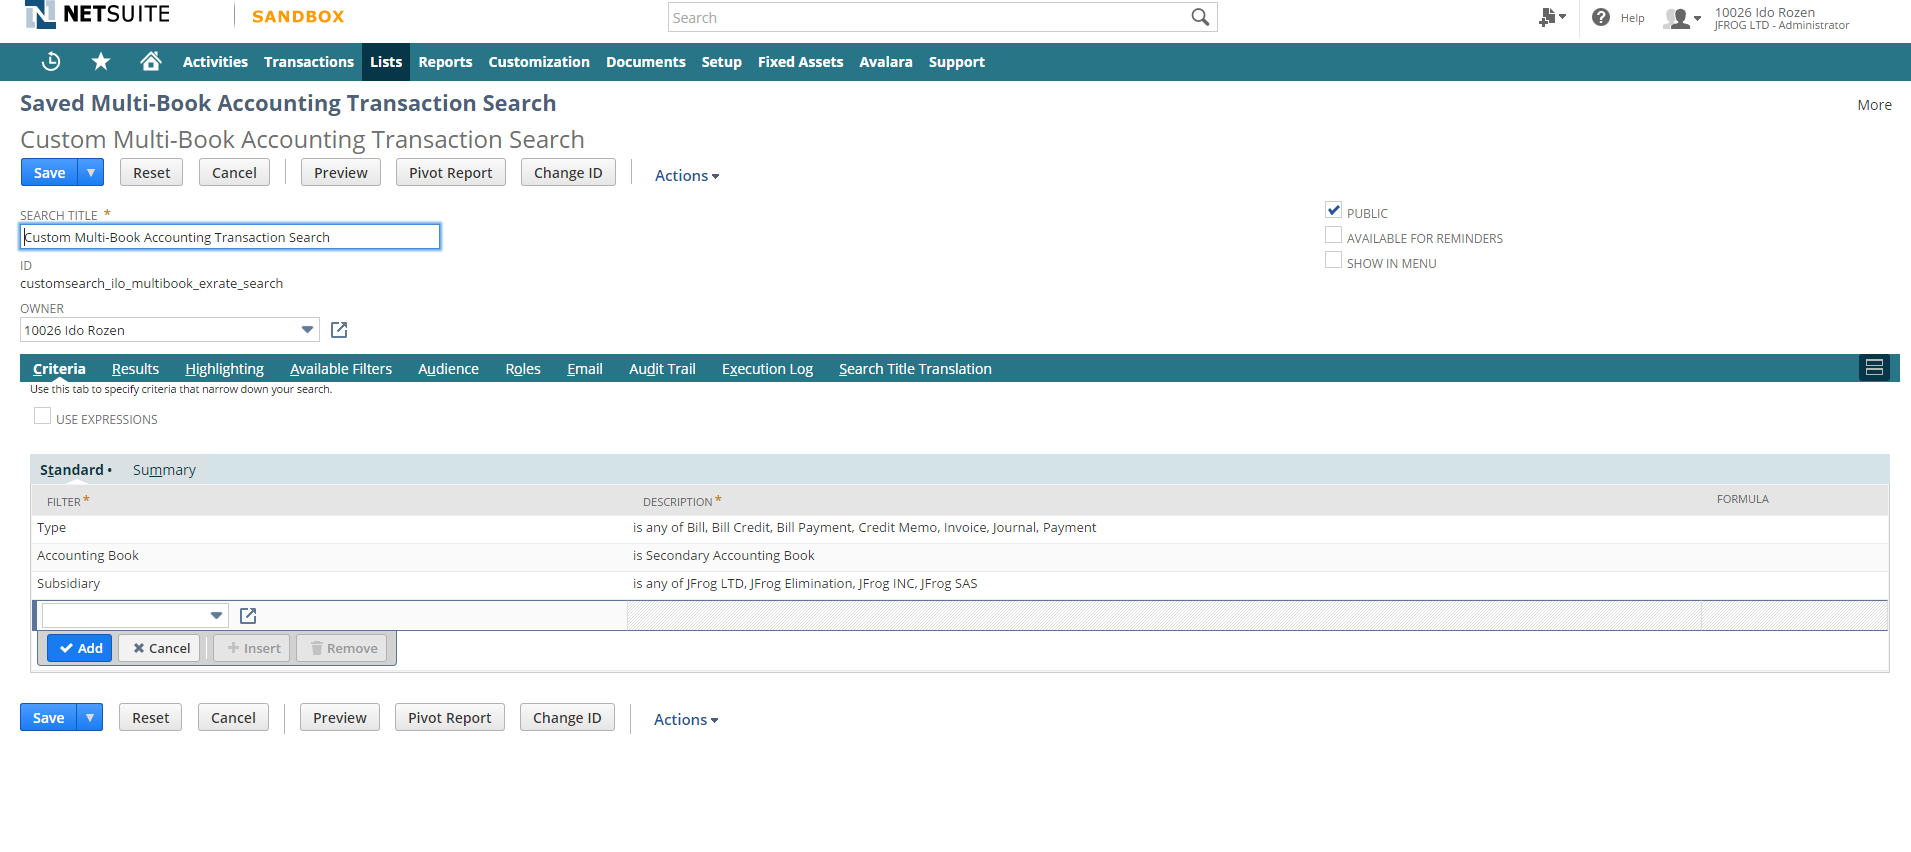 NETSUITE SANDBOX Search Help 10026 Ido Rozen
JFROG LTD - Administrator
Activities Transactions Lists Reports Customization Documents Setup Fixed Assets Avalara Support
Saved Multi-Book Accounting Transaction Search More
Custom Multi-Book Accounting Transaction Search
Save Reset Cancel Preview Pivot Report Change ID Actions
SEARCH TITLE *
Custom Multi-Book Accounting Transaction Search
ID
customsearch_ilo_multibook_exrate_search
OWNER
10026 Ido Rozen
PUBLIC
AVAILABLE FOR REMINDERS
SHOW IN MENU
Criteria Results Highlighting Available Filters Audience Roles Email Audit Trail Execution Log Search Title Translation
Use this tab to specify criteria that narrow down your search.
USE EXPRESSIONS
Standard • Summary
FILTER * DESCRIPTION * FORMULA
Type is any of Bill, Bill Credit, Bill Payment, Credit Memo, Invoice, Journal, Payment
Accounting Book is Secondary Accounting Book
Subsidiary is any of JFrog LTD, JFrog Elimination, JFrog INC, JFrog SAS
Add Cancel Insert Remove
Save Reset Cancel Preview Pivot Report Change ID Actions